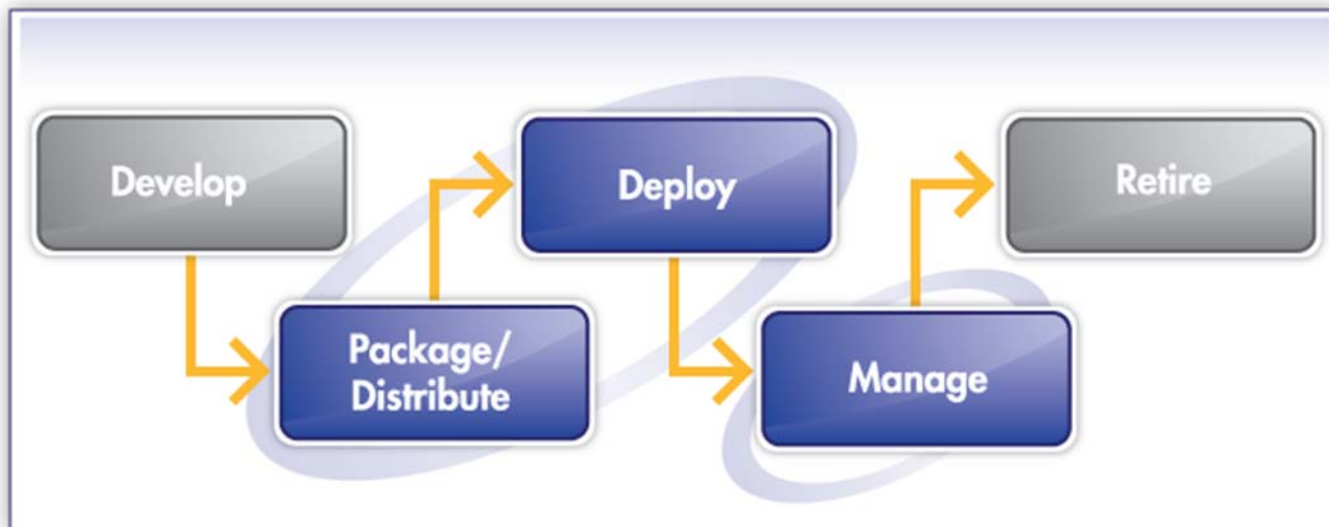 Develop
Package/
Distribute
Deploy
Manage
Retire